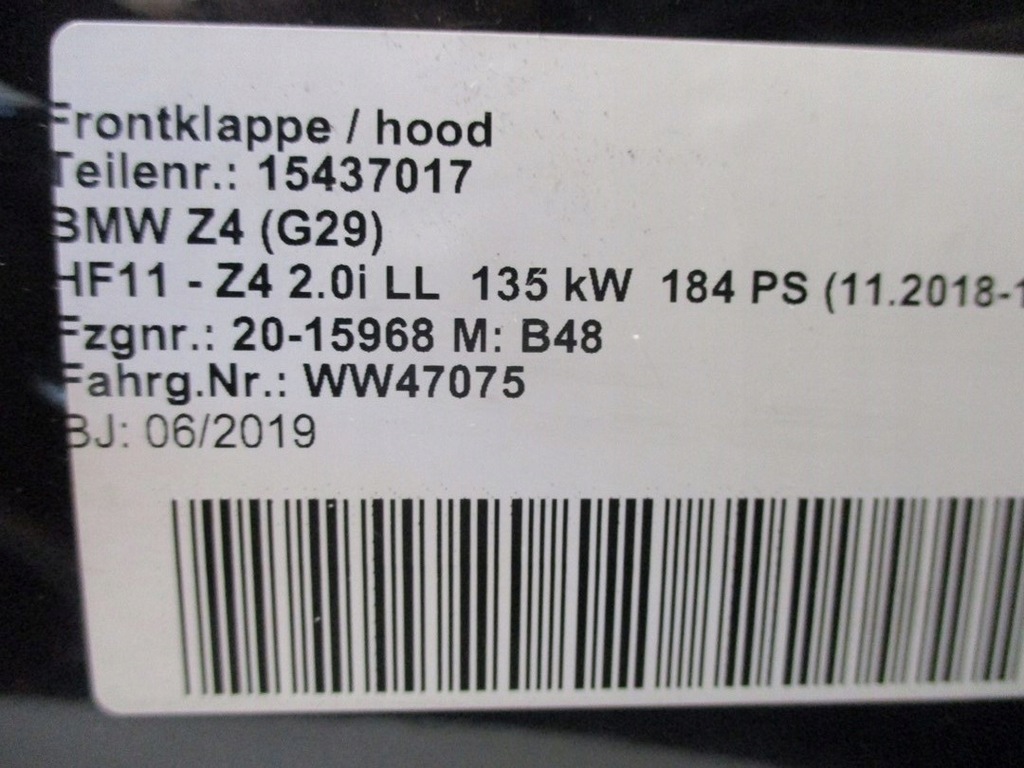 Frontklappe / hood
Teilenr.: 15437017
BMW Z4 (G29)
HF11 - Z4 2.0i LL 135 kW 184 PS (11.2018-1
Fzgnr.: 20-15968 M: B48
Fahrg.Nr.: WW47075
BJ: 06/2019